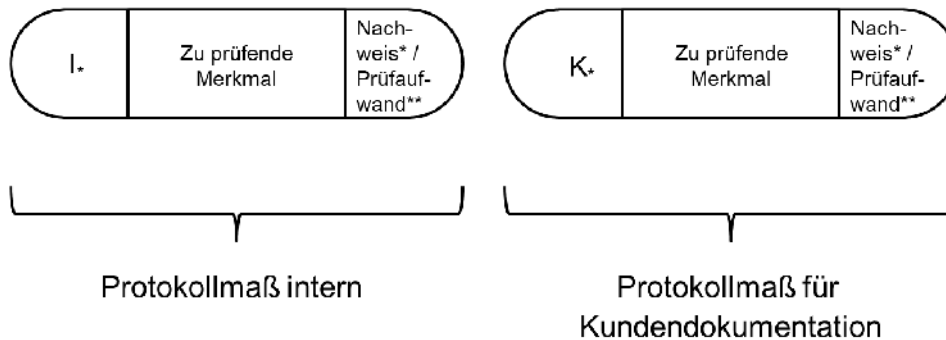 I*
Zu prüfende
Merkmal
Nach-
weis* /
Prüfauf-
wand**
K*
Zu prüfende
Merkmal
Nach-
weis* /
Prüfauf-
wand**
Protokollmaß intern
Protokollmaß für
Kundendokumentation